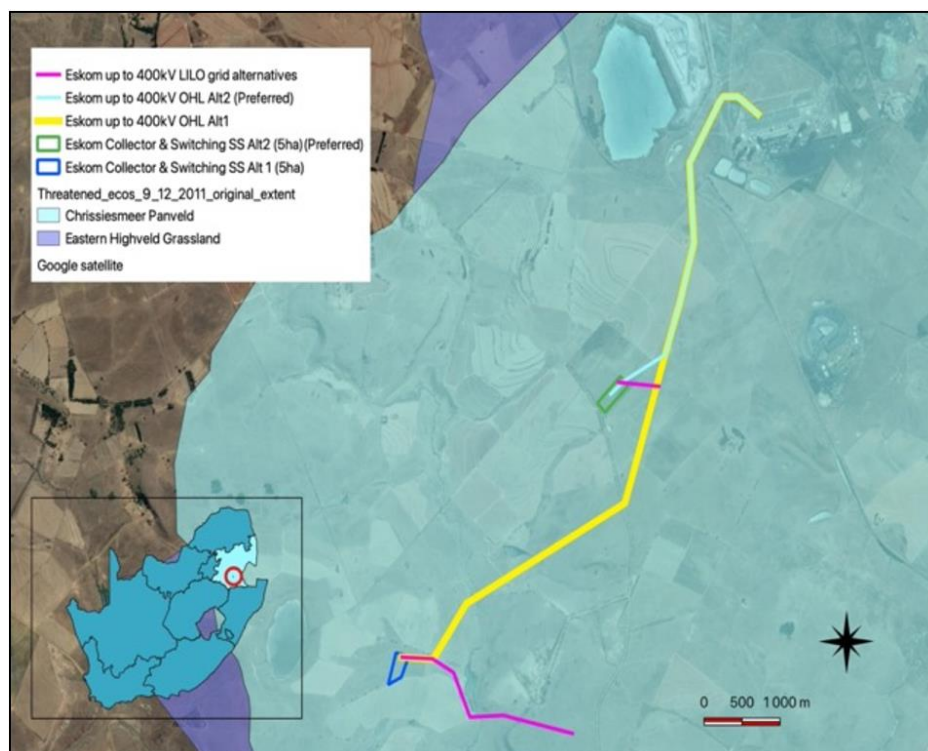 Eskom up to 400kV LILO grid alternatives
Eskom up to 400kV OHL Alt2 (Preferred)
Eskom up to 400kV OHL Alt1
Eskom Collector & Switching SS Alt2 (5ha)(Preferred)
Eskom Collector & Switching SS Alt 1 (5ha)
Threatened_ecos_9_12_2011_original_extent
Chrissiesmeer Panveld
Eastern Highveld Grassland
Google satellite
0 500 1 000 m